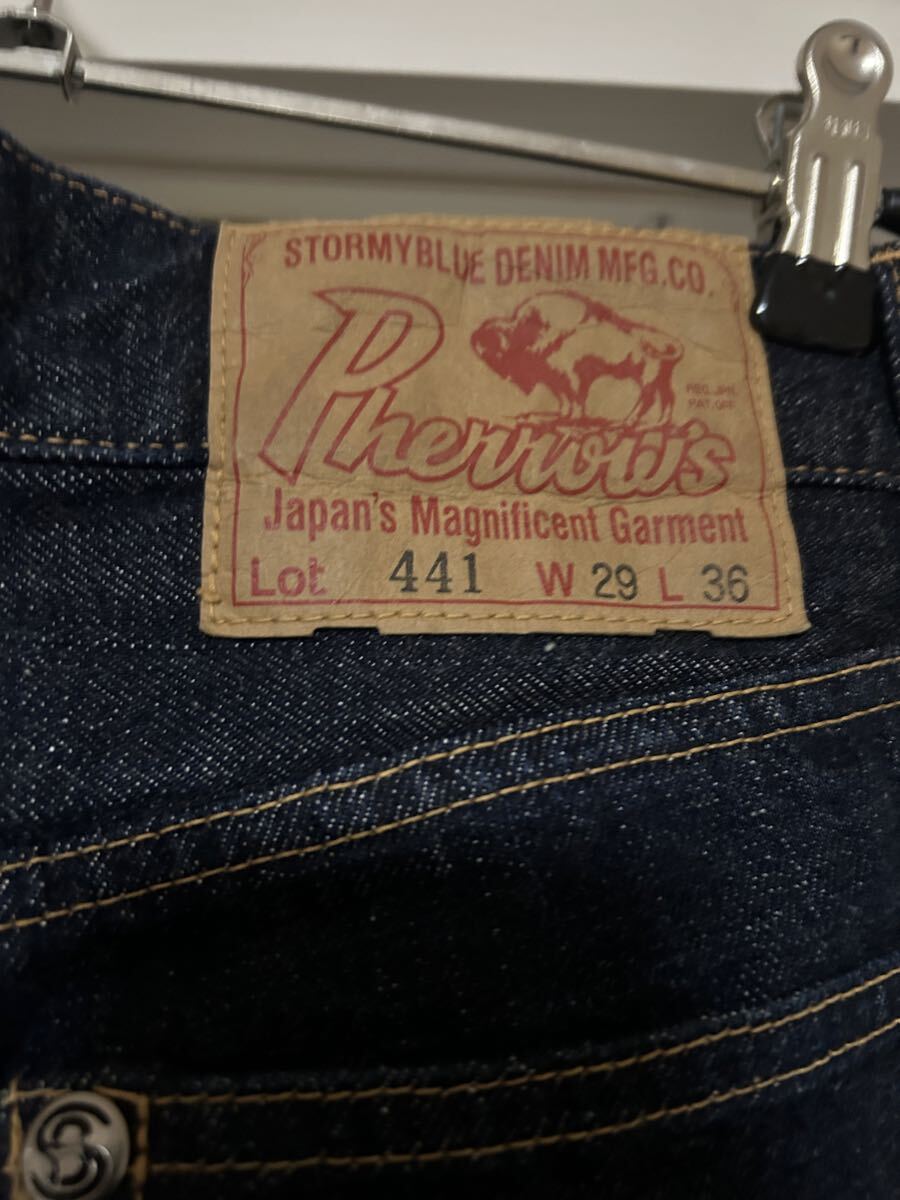 STORMYBLUE DENIM MFG.CO.
Pherrow's
REG.JPN.
PAT.OFF
Japan's Magnificent Garment
Lot 441 W 29 L 36